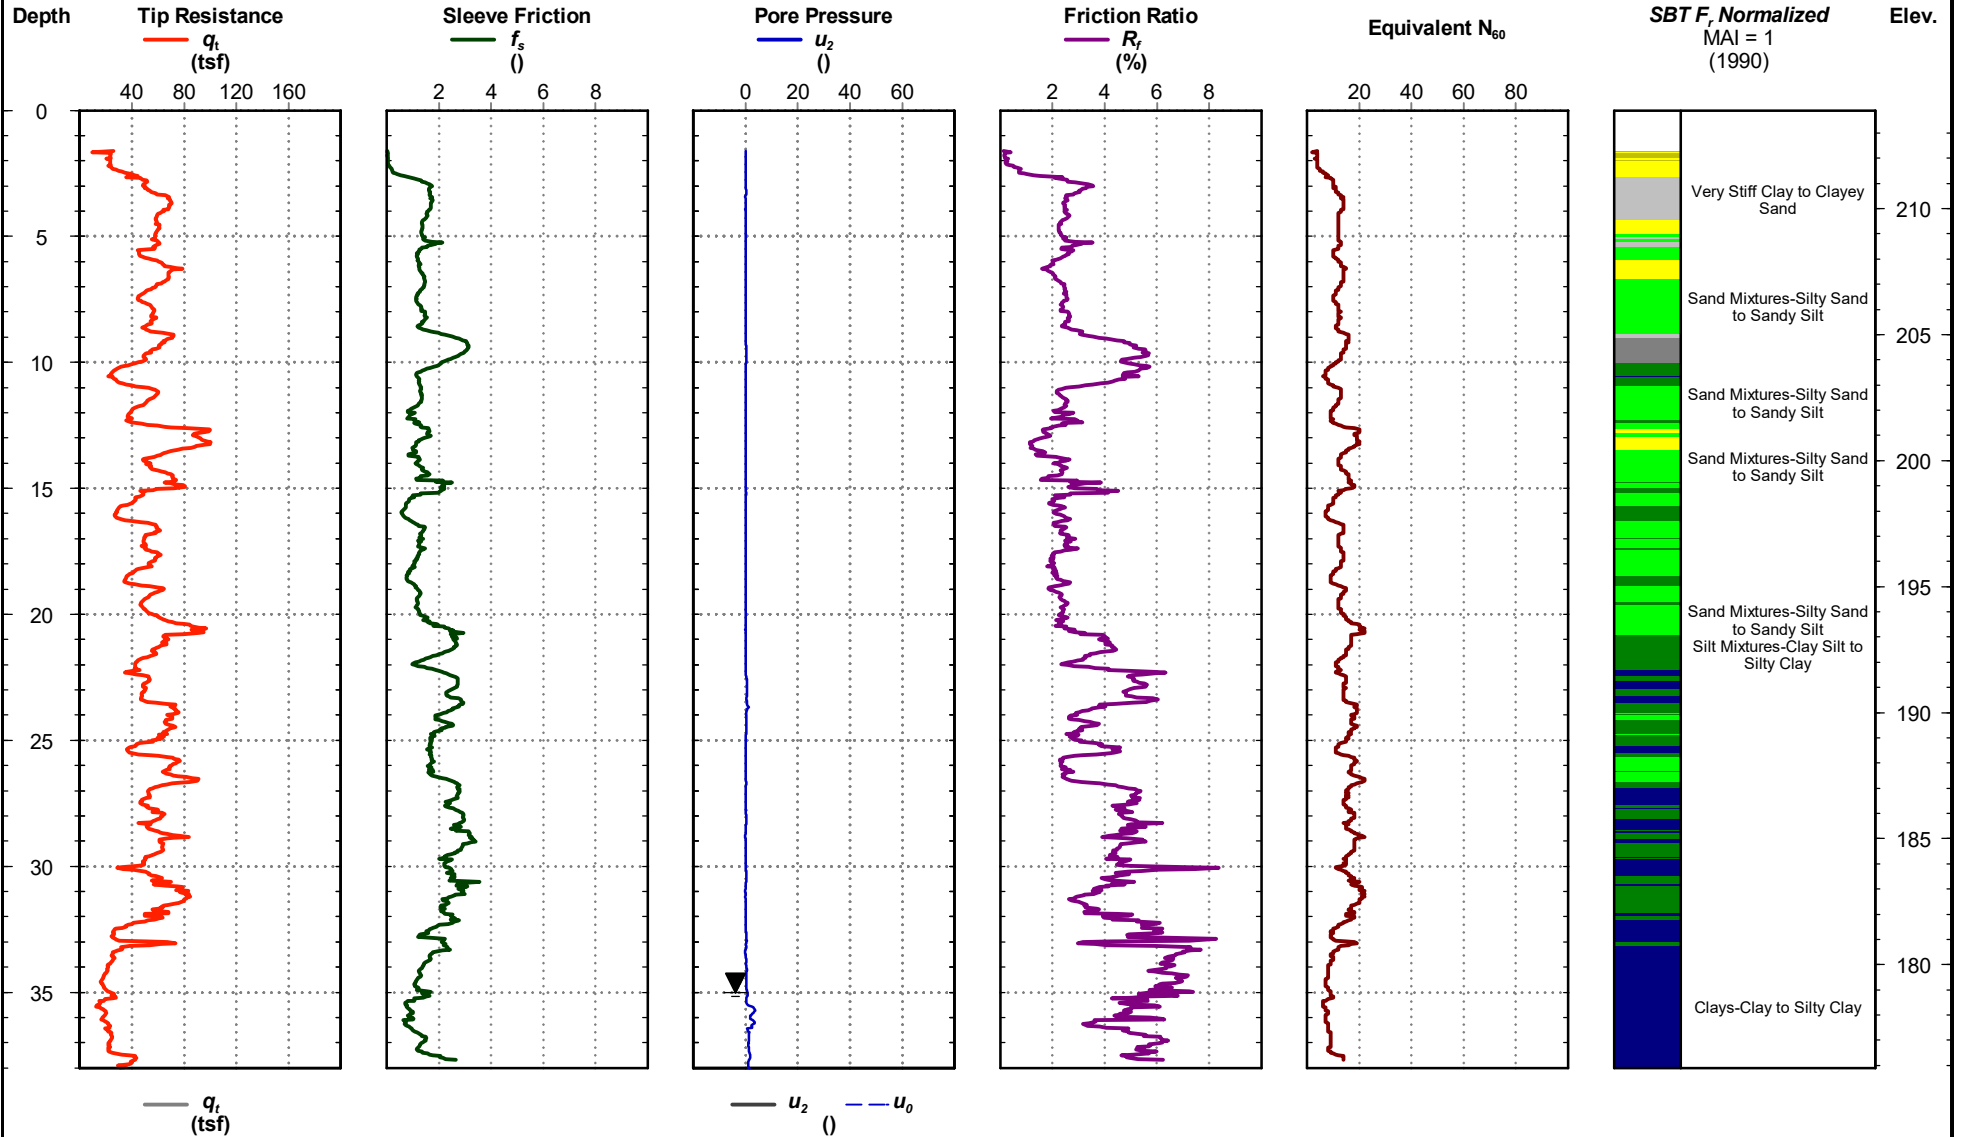 Depth
Tip Resistance
qt
(tsf)
Sleeve Friction
fs
()
Pore Pressure
u2
()
Friction Ratio
Rf
(%)
Equivalent N60
SBT Fr Normalized
MAI = 1
(1990)
Elev.
40 80 120 160
2 4 6 8
0 20 40 60
2 4 6 8
20 40 60 80
0
5
10
15
20
25
30
35
Very Stiff Clay to Clayey
Sand
Sand Mixtures-Silty Sand
to Sandy Silt
Sand Mixtures-Silty Sand
to Sandy Silt
Sand Mixtures-Silty Sand
to Sandy Silt
Sand Mixtures-Silty Sand
to Sandy Silt
Silt Mixtures-Clay Silt to
Silty Clay
Clays-Clay to Silty Clay
210
205
200
195
190
185
180
qt
(tsf)
u2 u0
()